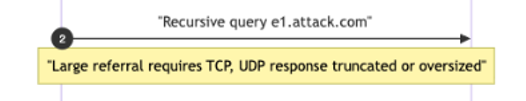 "Recursive query e1.attack.com"
2
"Large referral requires TCP, UDP response truncated or oversized"